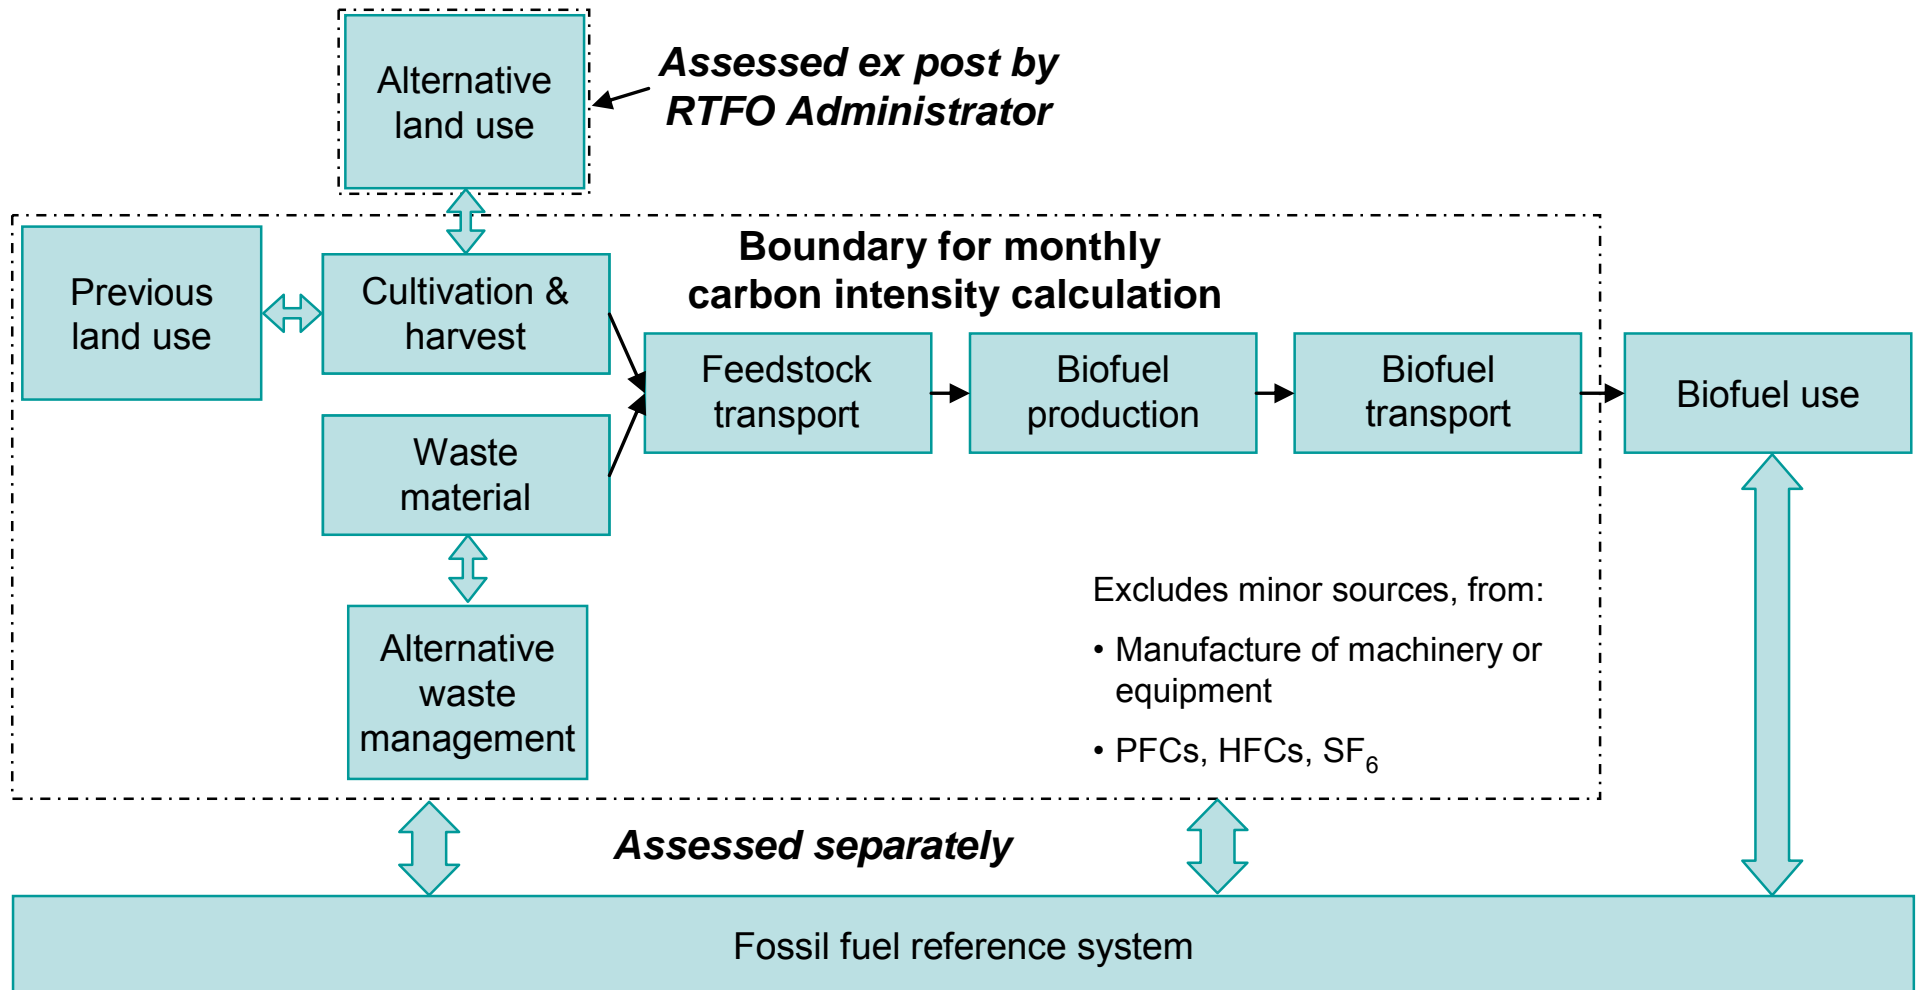 Alternative
land use
Assessed ex post by
RTFO Administrator
Boundary for monthly
carbon intensity calculation
Previous
land use
Cultivation &
harvest
Feedstock
transport
Biofuel
production
Biofuel
transport
Biofuel use
Waste
material
Alternative
waste
management
Excludes minor sources, from:
• Manufacture of machinery or
equipment
• PFCs, HFCs, SF₆
Assessed separately
Fossil fuel reference system